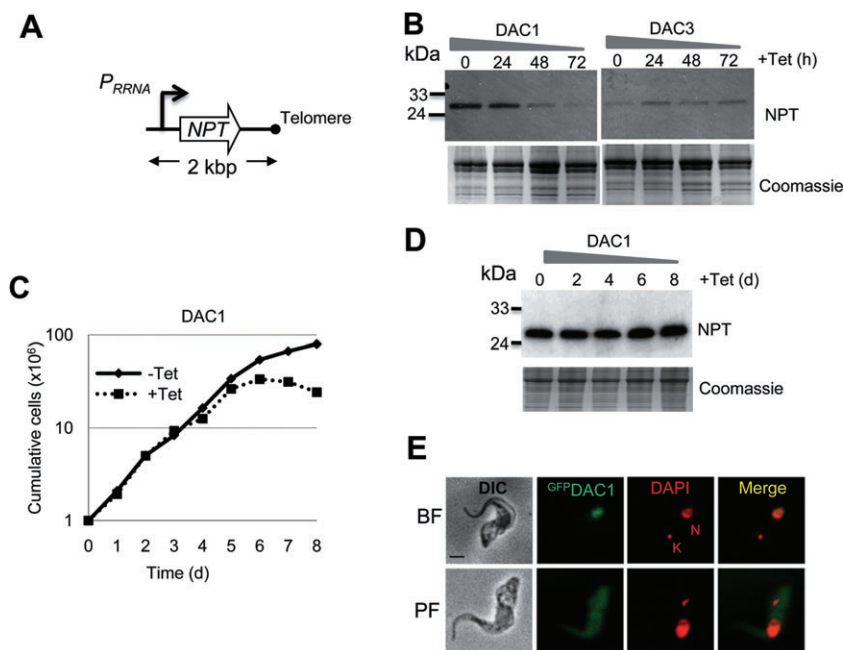 A
P_RRNA
NPT
Telomere
2 kbp
B
DAC1 DAC3
kDa 0 24 48 72 0 24 48 72 +Tet (h)
33
24
NPT
Coomassie
C
DAC1
Cumulative cells (x10⁶)
100
10
1
-Tet
+Tet
0 1 2 3 4 5 6 7 8
Time (d)
D
DAC1
kDa 0 2 4 6 8 +Tet (d)
33
24
NPT
Coomassie
E
DIC GFPDAC1 DAPI Merge
BF
N
K
PF